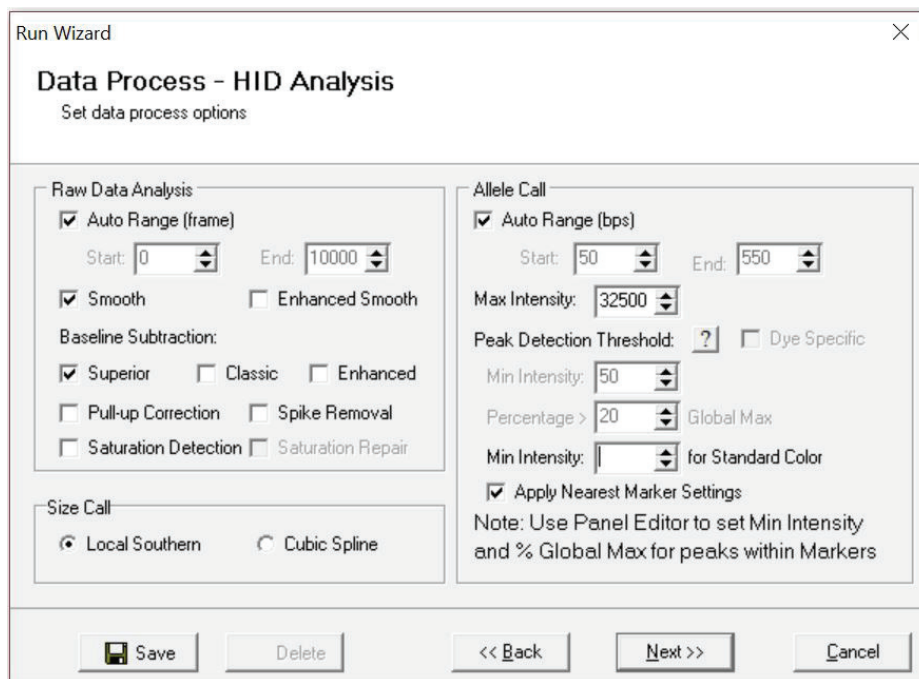 Run Wizard
Data Process - HID Analysis
Set data process options
Raw Data Analysis
Auto Range (frame)
Start: 0 End: 10000
Smooth Enhanced Smooth
Baseline Subtraction:
Superior Classic Enhanced
Pull-up Correction Spike Removal
Saturation Detection Saturation Repair
Size Call
Local Southern Cubic Spline
Allele Call
Auto Range (bps)
Start: 50 End: 550
Max Intensity: 32500
Peak Detection Threshold: ? Dye Specific
Min Intensity: 50
Percentage > 20 Global Max
Min Intensity: for Standard Color
Apply Nearest Marker Settings
Note: Use Panel Editor to set Min Intensity
and % Global Max for peaks within Markers
Save Delete << Back Next >> Cancel